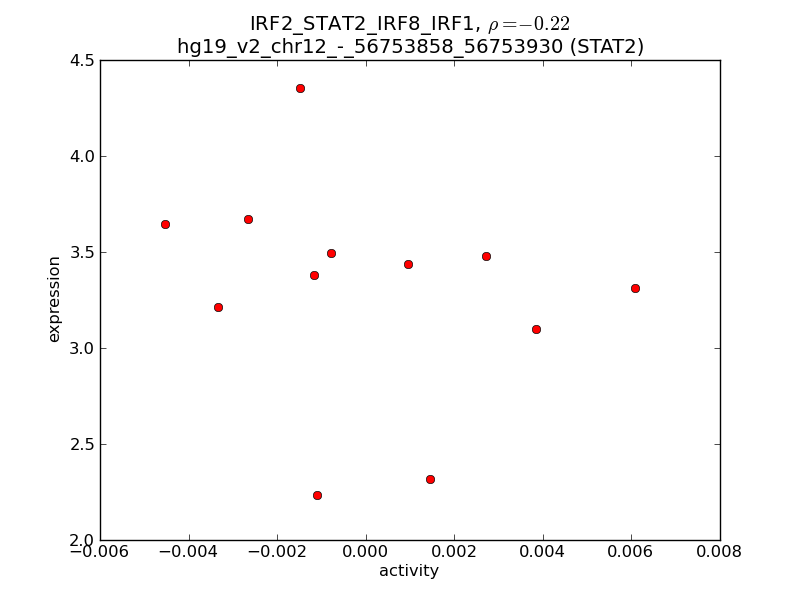 IRF2_STAT2_IRF8_IRF1, ρ = −0.22
hg19_v2_chr12_-_56753858_56753930 (STAT2)
4.5
4.0
3.5
3.0
2.5
2.0
expression
−0.006 −0.004 −0.002 0.000 0.002 0.004 0.006 0.008
activity